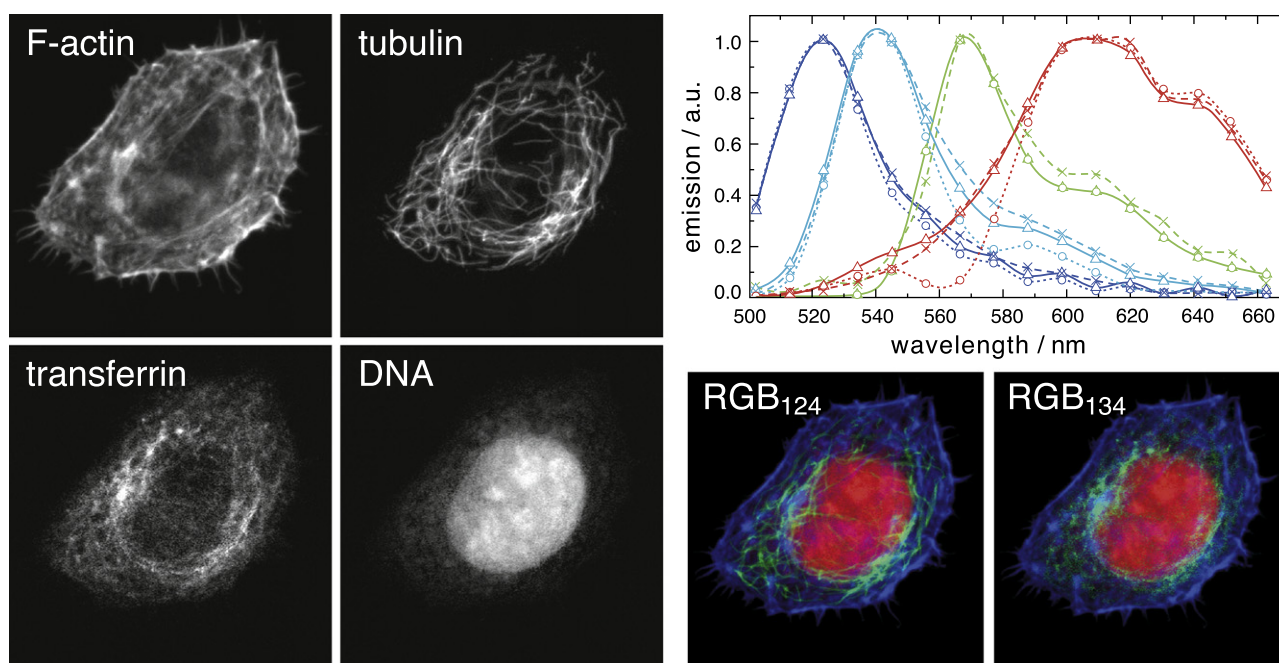 F-actin
tubulin
transferrin
DNA
1.0
0.8
0.6
0.4
0.2
0.0
emission / a.u.
500 520 540 560 580 600 620 640 660
wavelength / nm
RGB124
RGB134